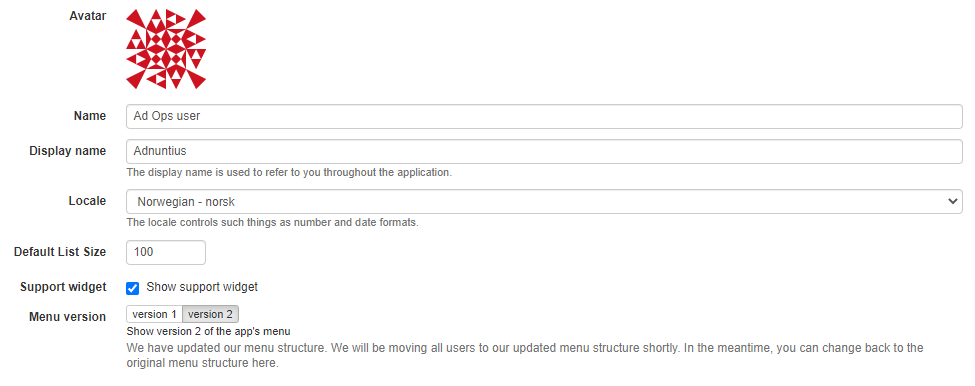 Avatar
Name
Ad Ops user
Display name
Adnuntius
The display name is used to refer to you throughout the application.
Locale
Norwegian - norsk
The locale controls such things as number and date formats.
Default List Size
100
Support widget
Show support widget
Menu version
version 1 version 2
Show version 2 of the app's menu
We have updated our menu structure. We will be moving all users to our updated menu structure shortly. In the meantime, you can change back to the
original menu structure here.